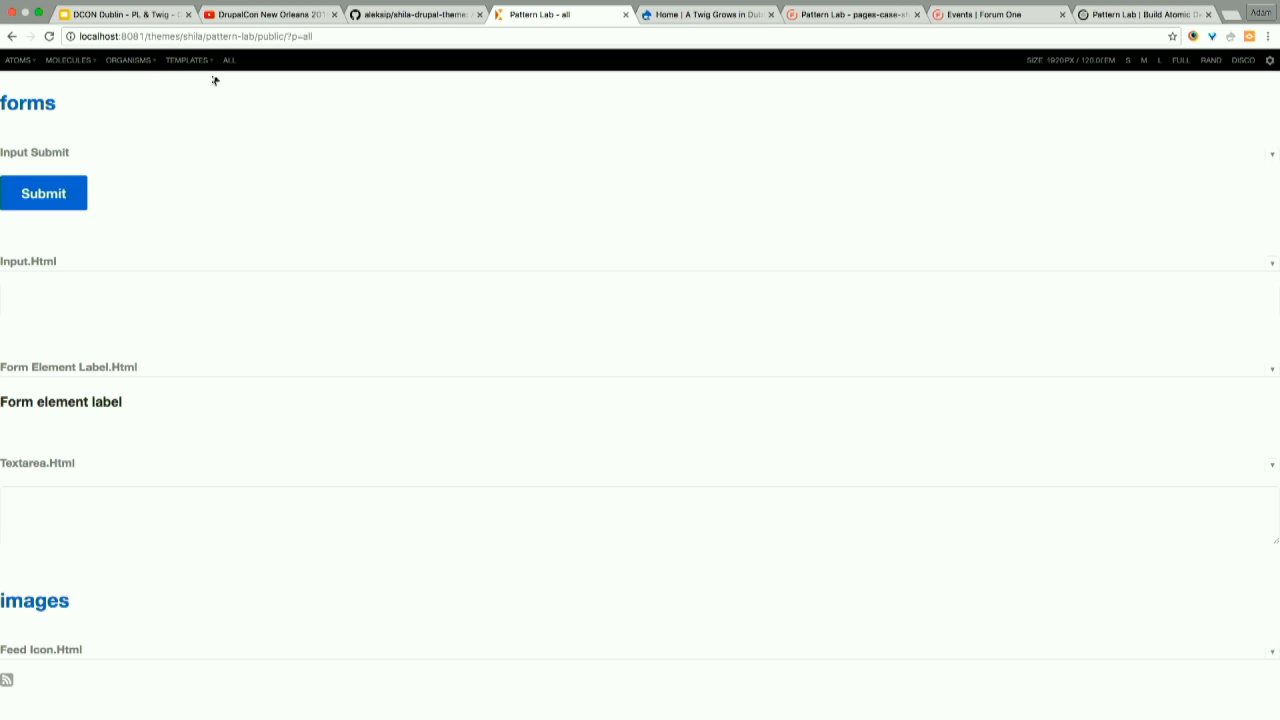 DCON Dublin - PL & Twig - D
DrupalCon New Orleans 201
aleksip/shila-drupal-theme:
Pattern Lab - all
Home | A Twig Grows in Du
Pattern Lab - pages-case-s
Events | Forum One
Pattern Lab | Build Atomic D
Adam
localhost:8081/themes/shila/pattern-lab/public/?p=all
ATOMS MOLECULES ORGANISMS TEMPLATES ALL
SIZE 1920PX / 120.00EM S M L FULL RAND DISCO
forms
Input Submit
Submit
Input.Html
Form Element Label.Html
Form element label
Textarea.Html
images
Feed Icon.Html